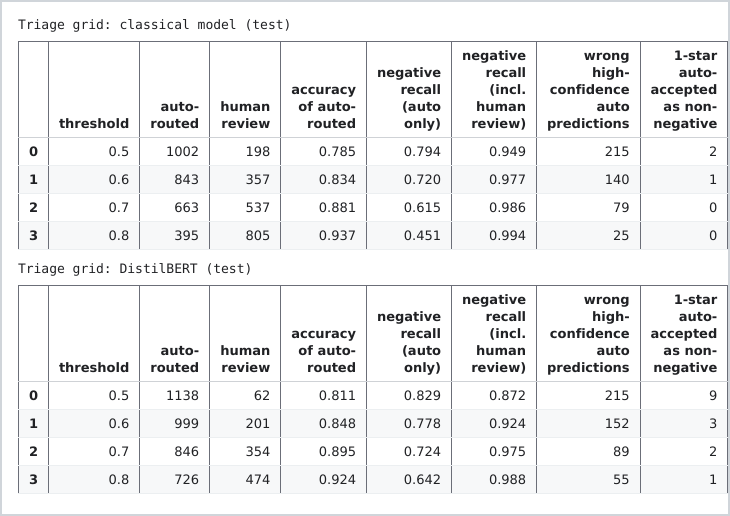 Triage grid: classical model (test)
threshold | auto-routed | human review | accuracy of auto-routed | negative recall (auto only) | negative recall (incl. human review) | wrong high-confidence auto predictions | 1-star auto-accepted as non-negative
0 | 0.5 | 1002 | 198 | 0.785 | 0.794 | 0.949 | 215 | 2
1 | 0.6 | 843 | 357 | 0.834 | 0.720 | 0.977 | 140 | 1
2 | 0.7 | 663 | 537 | 0.881 | 0.615 | 0.986 | 79 | 0
3 | 0.8 | 395 | 805 | 0.937 | 0.451 | 0.994 | 25 | 0
Triage grid: DistilBERT (test)
threshold | auto-routed | human review | accuracy of auto-routed | negative recall (auto only) | negative recall (incl. human review) | wrong high-confidence auto predictions | 1-star auto-accepted as non-negative
0 | 0.5 | 1138 | 62 | 0.811 | 0.829 | 0.872 | 215 | 9
1 | 0.6 | 999 | 201 | 0.848 | 0.778 | 0.924 | 152 | 3
2 | 0.7 | 846 | 354 | 0.895 | 0.724 | 0.975 | 89 | 2
3 | 0.8 | 726 | 474 | 0.924 | 0.642 | 0.988 | 55 | 1